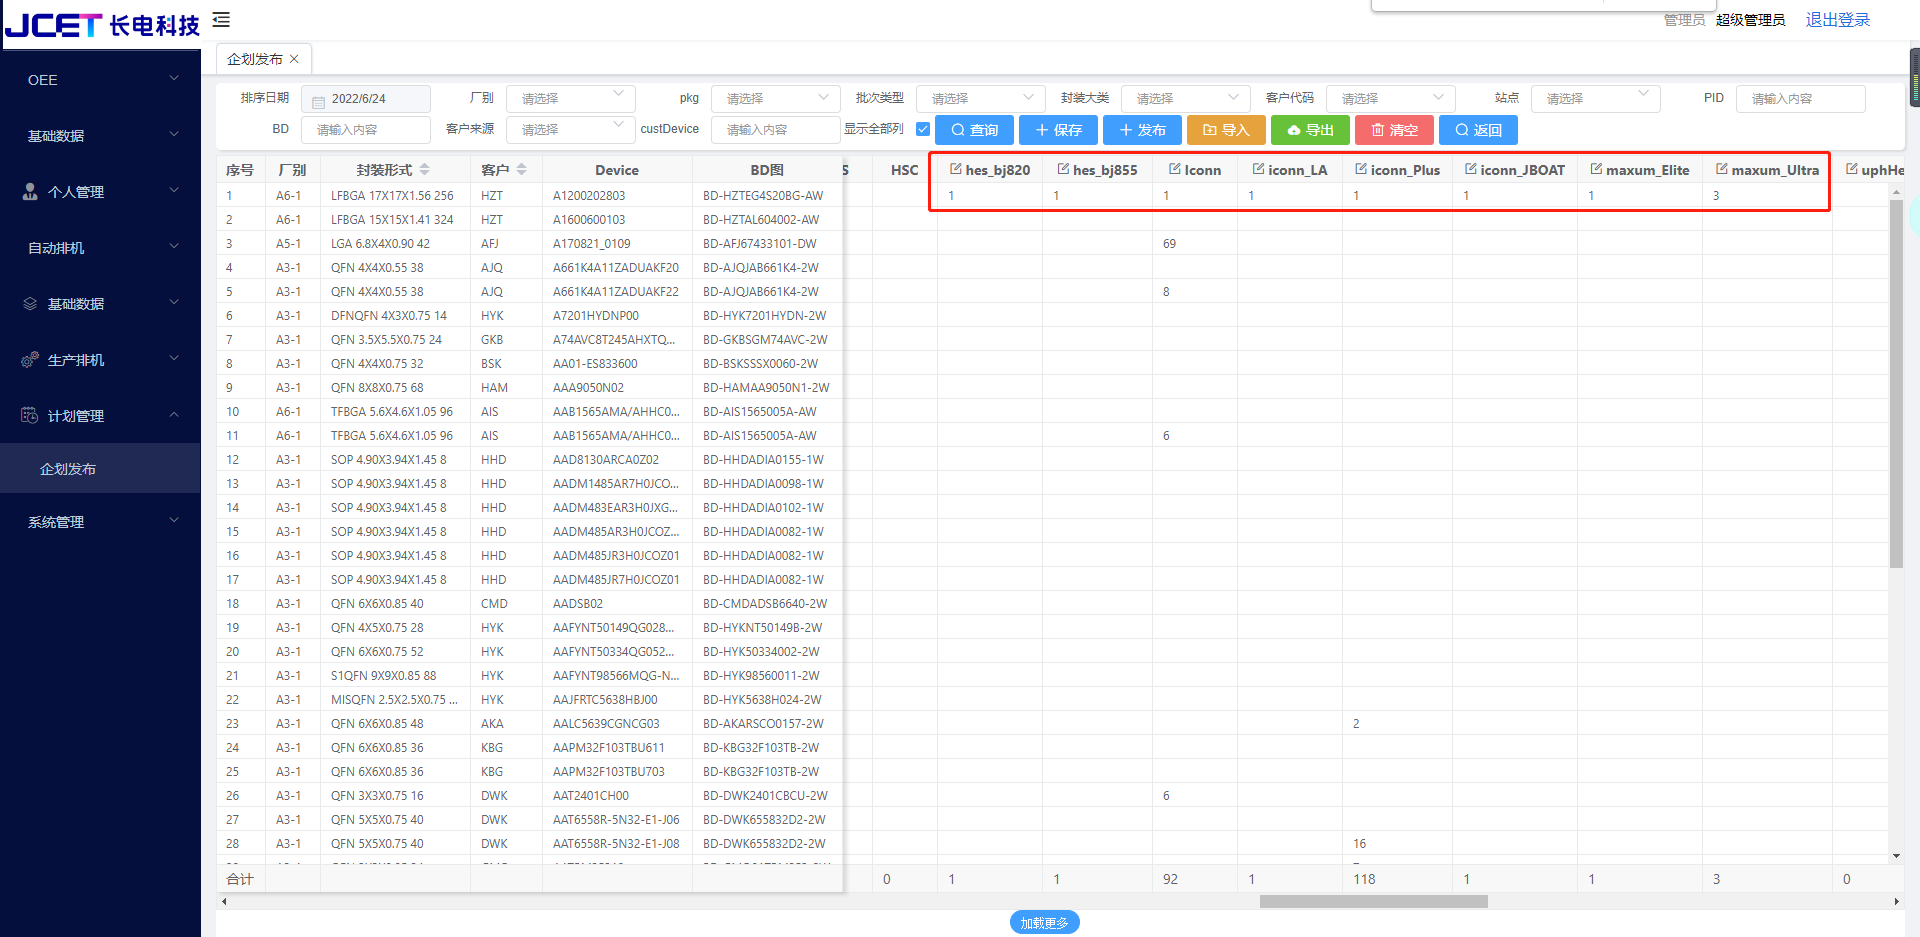 JCET 长电科技
管理员 超级管理员 退出登录
OEE
基础数据
个人管理
自动排机
基础数据
生产排机
计划管理
企划发布
系统管理
企划发布
排序日期 2022/6/24 厂别 请选择 pkg 请选择 批次类型 请选择 封装大类 请选择 客户代码 请选择 站点 请选择 PID 请输入内容
BD 请输入内容 客户来源 请选择 custDevice 请输入内容 显示全部列 查询 保存 发布 导入 导出 清空 返回
序号 厂别 封装形式 客户 Device BD图 S HSC hes_bj820 hes_bj855 Iconn iconn_LA iconn_Plus iconn_JBOAT maxum_Elite maxum_Ultra uphHe
1 A6-1 LFBGA 17X17X1.56 256 HZT A1200202803 BD-HZTEG4S20BG-AW 1 1 1 1 1 1 1 3
2 A6-1 LFBGA 15X15X1.41 324 HZT A1600600103 BD-HZTAL604002-AW
3 A5-1 LGA 6.8X4X0.90 42 AFJ A170821_0109 BD-AFJ67433101-DW 69
4 A3-1 QFN 4X4X0.55 38 AJQ A661K4A11ZADUAKF20 BD-AJQJAB661K4-2W
5 A3-1 QFN 4X4X0.55 38 AJQ A661K4A11ZADUAKF22 BD-AJQJAB661K4-2W 8
6 A3-1 DFNQFN 4X3X0.75 14 HYK A7201HYDNP00 BD-HYK7201HYDN-2W
7 A3-1 QFN 3.5X5.5X0.75 24 GKB A74AVC8T245AHXTQ... BD-GKBSGM74AVC-2W
8 A3-1 QFN 4X4X0.75 32 BSK AA01-ES833600 BD-BSKSSSX0060-2W
9 A3-1 QFN 8X8X0.75 68 HAM AAA9050N02 BD-HAMAA9050N1-2W
10 A6-1 TFBGA 5.6X4.6X1.05 96 AIS AAB1565AMA/AHHC0... BD-AIS1565005A-AW
11 A6-1 TFBGA 5.6X4.6X1.05 96 AIS AAB1565AMA/AHHC0... BD-AIS1565005A-AW 6
12 A3-1 SOP 4.90X3.94X1.45 8 HHD AAD8130ARCA0Z02 BD-HHDADIA0155-1W
13 A3-1 SOP 4.90X3.94X1.45 8 HHD AADM1485AR7H0JCO... BD-HHDADIA0098-1W
14 A3-1 SOP 4.90X3.94X1.45 8 HHD AADM483EAR3H0JXG... BD-HHDADIA0102-1W
15 A3-1 SOP 4.90X3.94X1.45 8 HHD AADM485AR3H0JCOZ... BD-HHDADIA0082-1W
16 A3-1 SOP 4.90X3.94X1.45 8 HHD AADM485JR3H0JCOZ01 BD-HHDADIA0082-1W
17 A3-1 SOP 4.90X3.94X1.45 8 HHD AADM485JR7H0JCOZ01 BD-HHDADIA0082-1W
18 A3-1 QFN 6X6X0.85 40 CMD AADSB02 BD-CMDADSB6640-2W
19 A3-1 QFN 4X5X0.75 28 HYK AAFYNT50149QG028... BD-HYKNT50149B-2W
20 A3-1 QFN 6X6X0.75 52 HYK AAFYNT50334QG052... BD-HYK50334002-2W
21 A3-1 S1QFN 9X9X0.85 88 HYK AAFYNT98566MQG-N... BD-HYK98560011-2W
22 A3-1 MISQFN 2.5X2.5X0.75 ... HYK AAJFRTC5638HBJ00 BD-HYK5638H024-2W
23 A3-1 QFN 6X6X0.85 48 AKA AALC5639CGNCG03 BD-AKARSCO0157-2W 2
24 A3-1 QFN 6X6X0.85 36 KBG AAPM32F103TBU611 BD-KBG32F103TB-2W
25 A3-1 QFN 6X6X0.85 36 KBG AAPM32F103TBU703 BD-KBG32F103TB-2W
26 A3-1 QFN 3X3X0.75 16 DWK AAT2401CH00 BD-DWK2401CBCU-2W 6
27 A3-1 QFN 5X5X0.75 40 DWK AAT6558R-5N32-E1-J06 BD-DWK655832D2-2W
28 A3-1 QFN 5X5X0.75 40 DWK AAT6558R-5N32-E1-J08 BD-DWK655832D2-2W 16
合计 0 1 1 92 1 118 1 1 3 0
加载更多